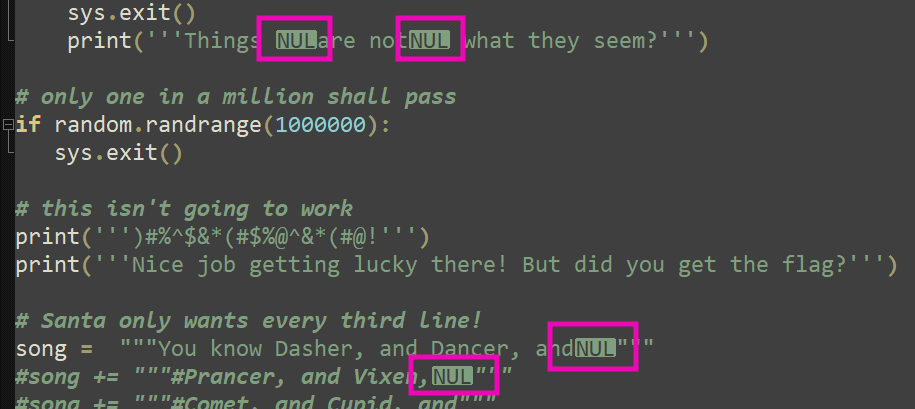 sys.exit()
print('''Things NULare notNUL what they seem?''')
# only one in a million shall pass
if random.randrange(1000000):
sys.exit()
# this isn't going to work
print(''')#%^$&*(#$%@^&*(#@!''')
print('''Nice job getting lucky there! But did you get the flag?''')
# Santa only wants every third line!
song =  """You know Dasher, and Dancer, andNUL"""
#song += """#Prancer, and Vixen,NUL"""
#song += """#Comet, and Cupid, and"""